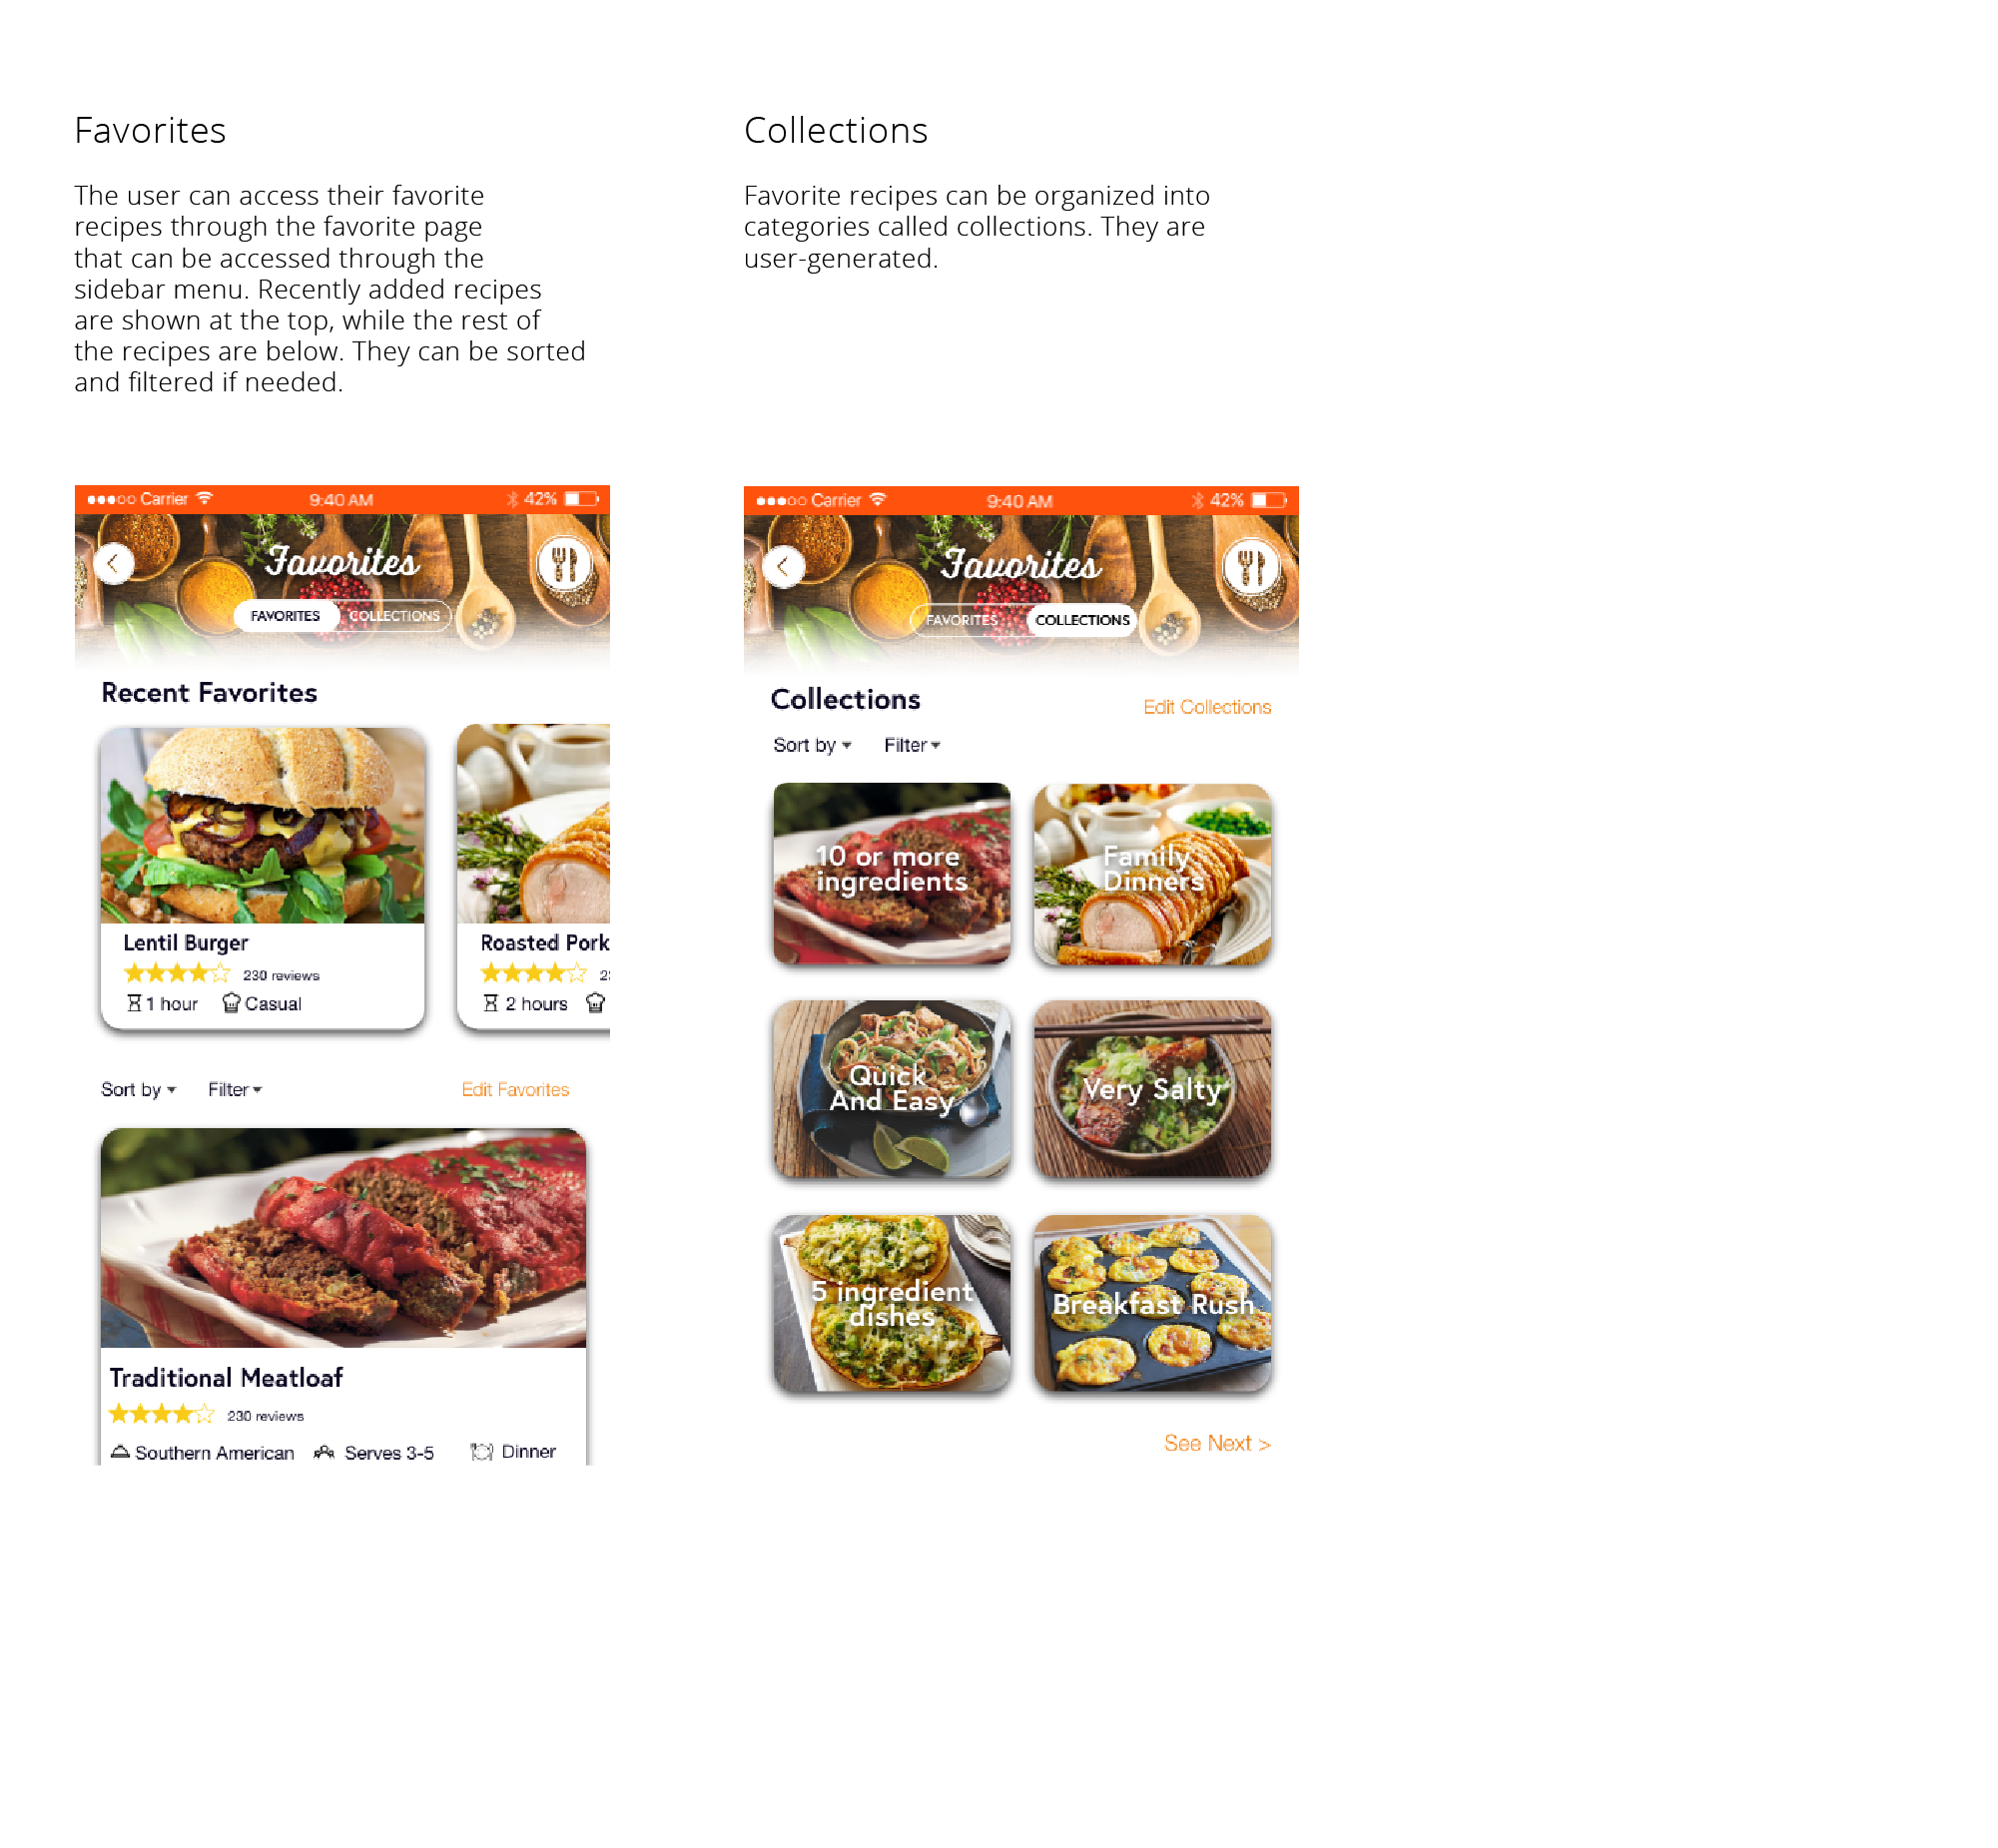 Favorites
The user can access their favorite
recipes through the favorite page
that can be accessed through the
sidebar menu. Recently added recipes
are shown at the top, while the rest of
the recipes are below. They can be sorted
and filtered if needed.
Carrier 9:40 AM 42%
Favorites
FAVORITES COLLECTIONS
Recent Favorites
Lentil Burger
230 reviews
1 hour Casual
Roasted Pork
2 hours
Sort by Filter Edit Favorites
Traditional Meatloaf
230 reviews
Southern American Serves 3-5 Dinner
Collections
Favorite recipes can be organized into
categories called collections. They are
user-generated.
Carrier 9:40 AM 42%
Favorites
FAVORITES COLLECTIONS
Collections Edit Collections
Sort by Filter
10 or more
ingredients
Family
Dinners
Quick
And Easy
Very Salty
5 ingredient
dishes
Breakfast Rush
See Next >